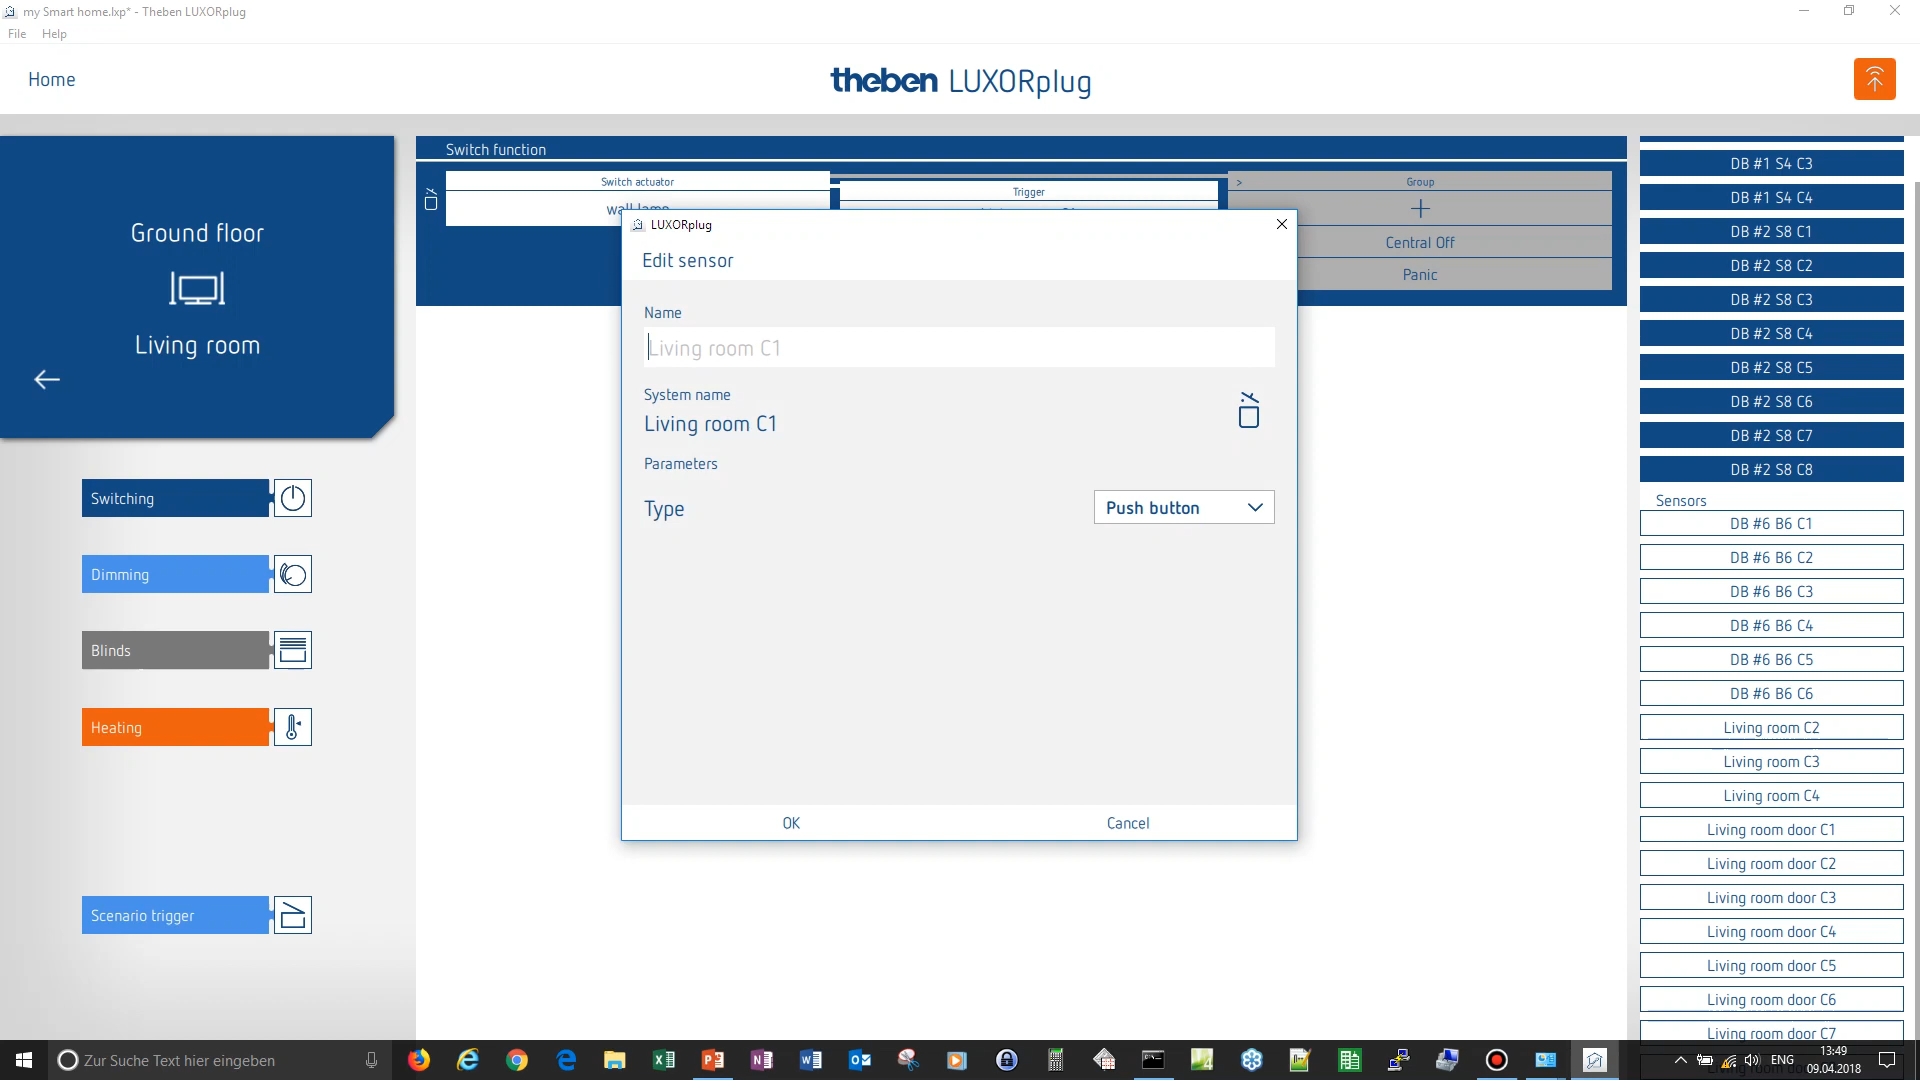 my Smart home.lxp* - Theben LUXORplug
File Help
Home
theben LUXORplug
Ground floor
Living room
Switching
Dimming
Blinds
Heating
Scenario trigger
Switch function
Switch actuator
wall lamp
Trigger
> Group
Central Off
Panic
LUXORplug
Edit sensor
Name
Living room C1
System name
Living room C1
Parameters
Type
Push button
OK Cancel
DB #1 S4 C3
DB #1 S4 C4
DB #2 S8 C1
DB #2 S8 C2
DB #2 S8 C3
DB #2 S8 C4
DB #2 S8 C5
DB #2 S8 C6
DB #2 S8 C7
DB #2 S8 C8
Sensors
DB #6 B6 C1
DB #6 B6 C2
DB #6 B6 C3
DB #6 B6 C4
DB #6 B6 C5
DB #6 B6 C6
Living room C2
Living room C3
Living room C4
Living room door C1
Living room door C2
Living room door C3
Living room door C4
Living room door C5
Living room door C6
Living room door C7
Zur Suche Text hier eingeben
ENG
13:49
09.04.2018